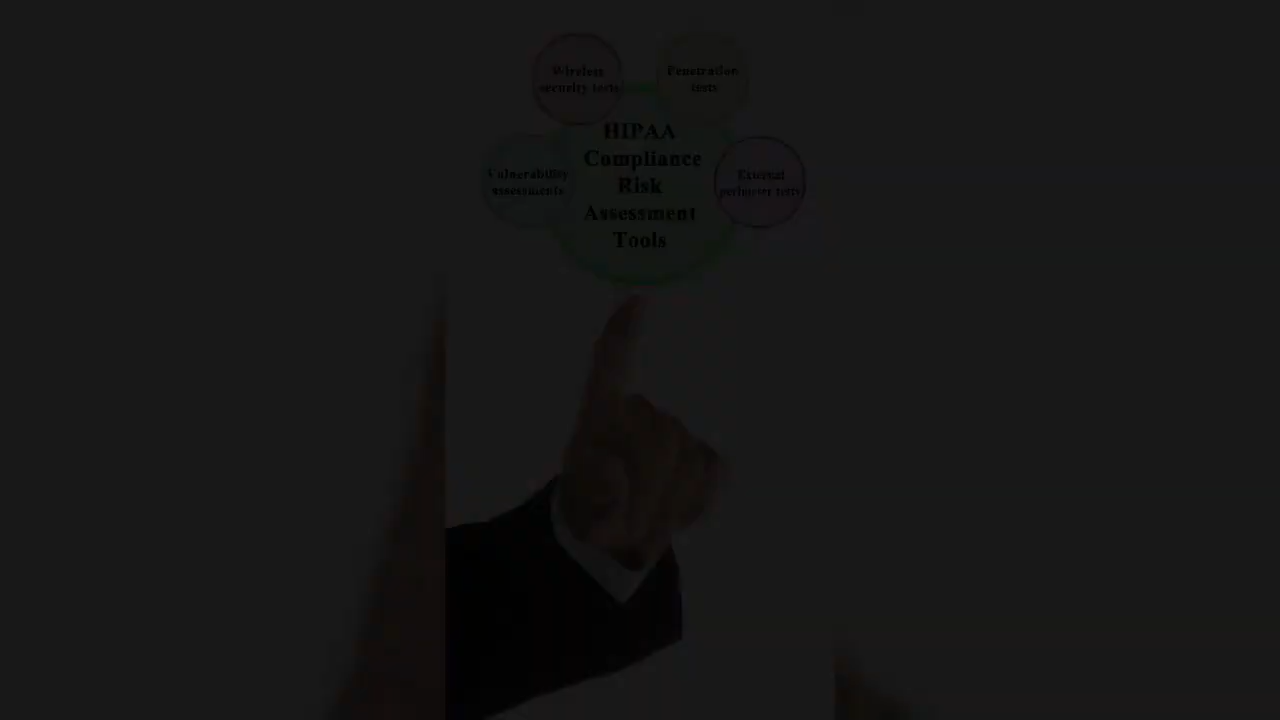 Wireless
security tests
Penetration
tests
Vulnerability
assessments
HIPAA
Compliance
Risk
Assessment
Tools
External
perimeter tests